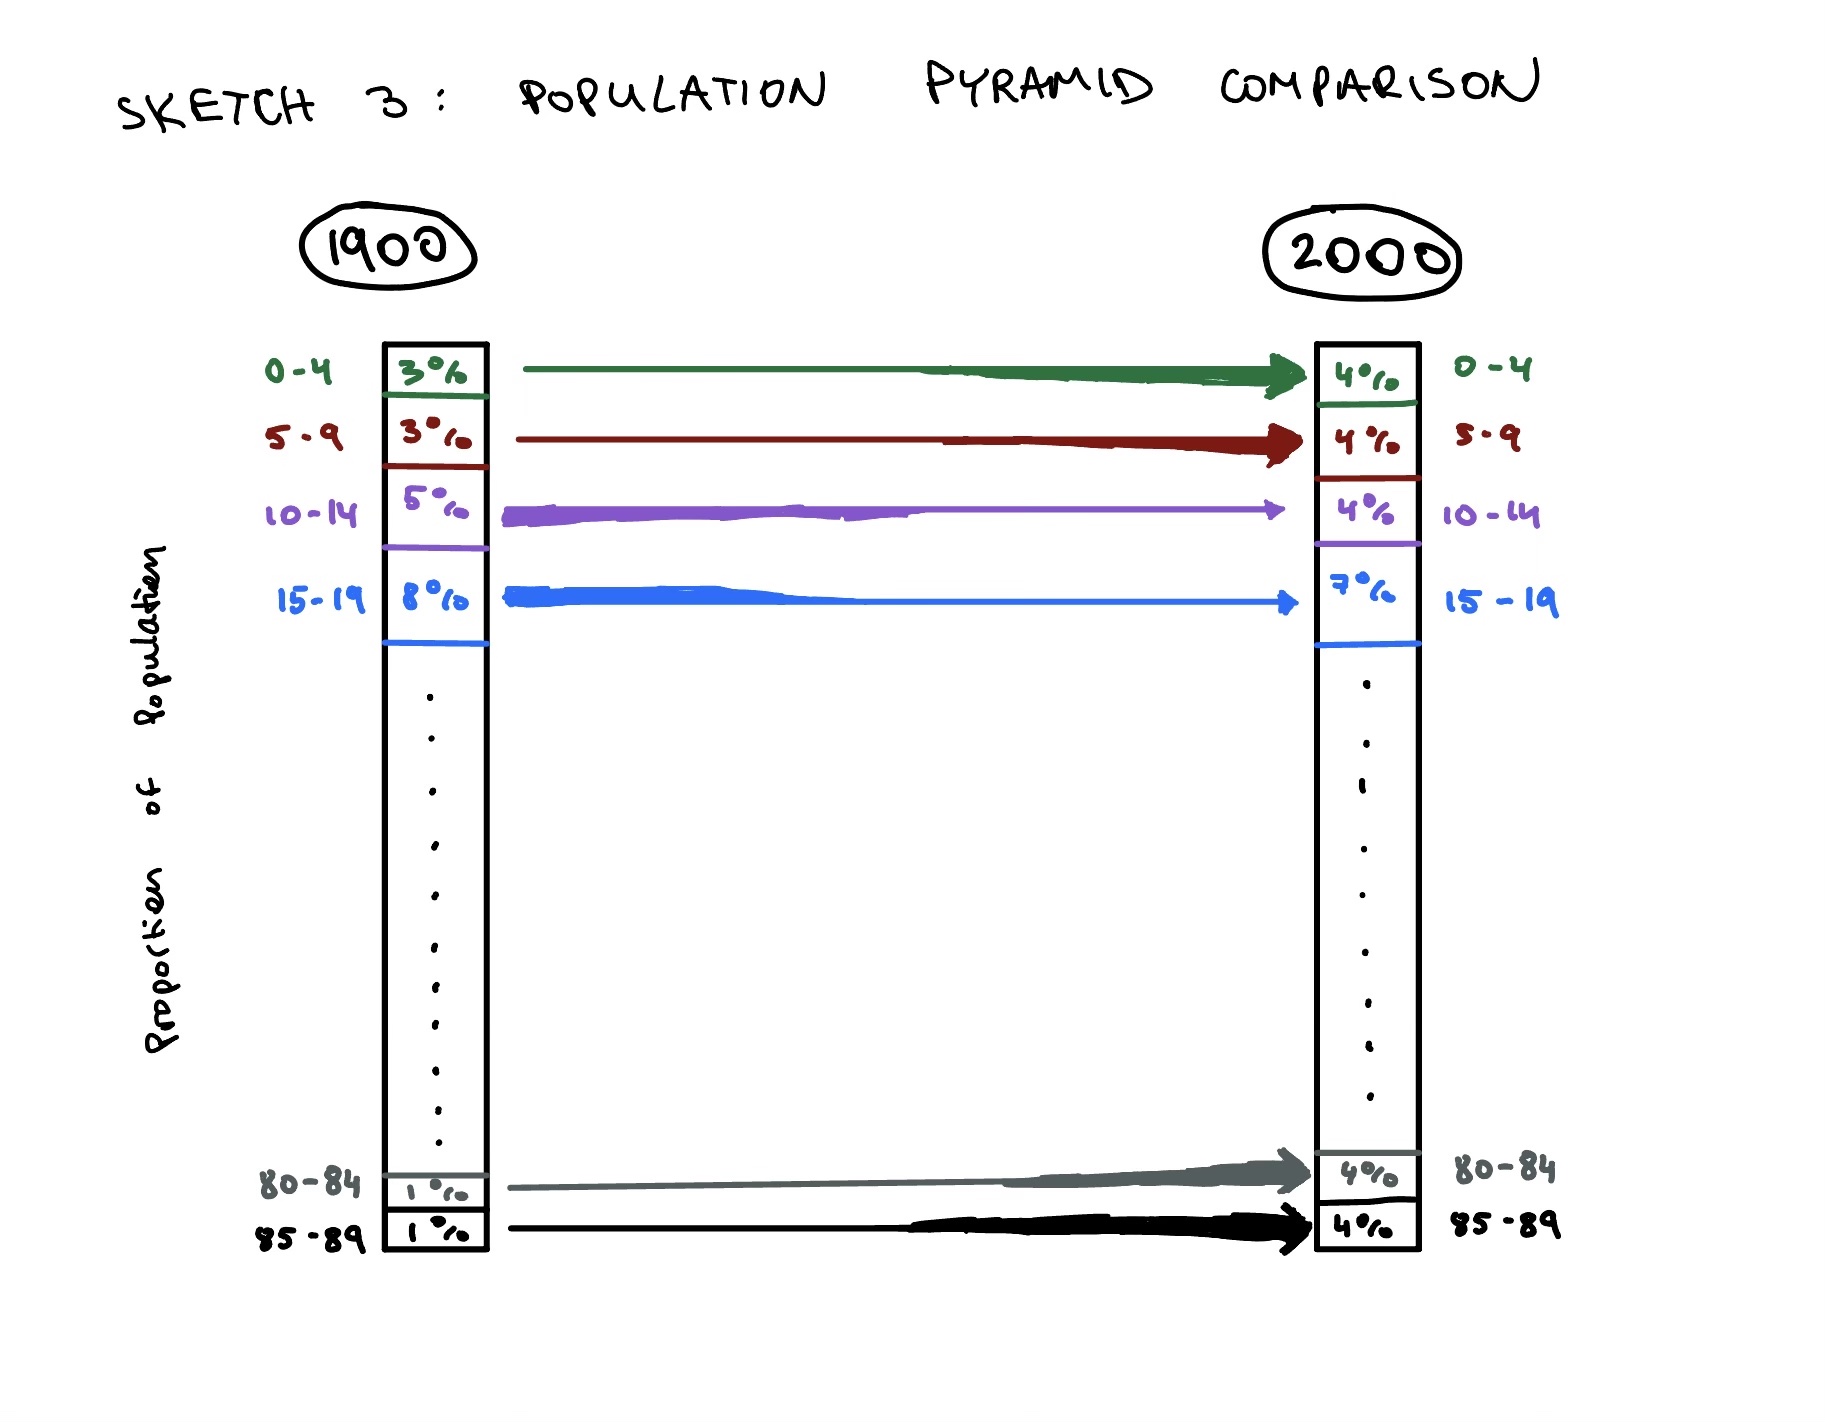 SKETCH 3: POPULATION PYRAMID COMPARISON
1900 2000
0-4 3% 4% 0-4
5-9 3% 4% 5-9
10-14 5% 4% 10-14
15-19 8% 7% 15-19
Proportion of Population
80-84 1% 4% 80-84
85-89 1% 4% 85-89